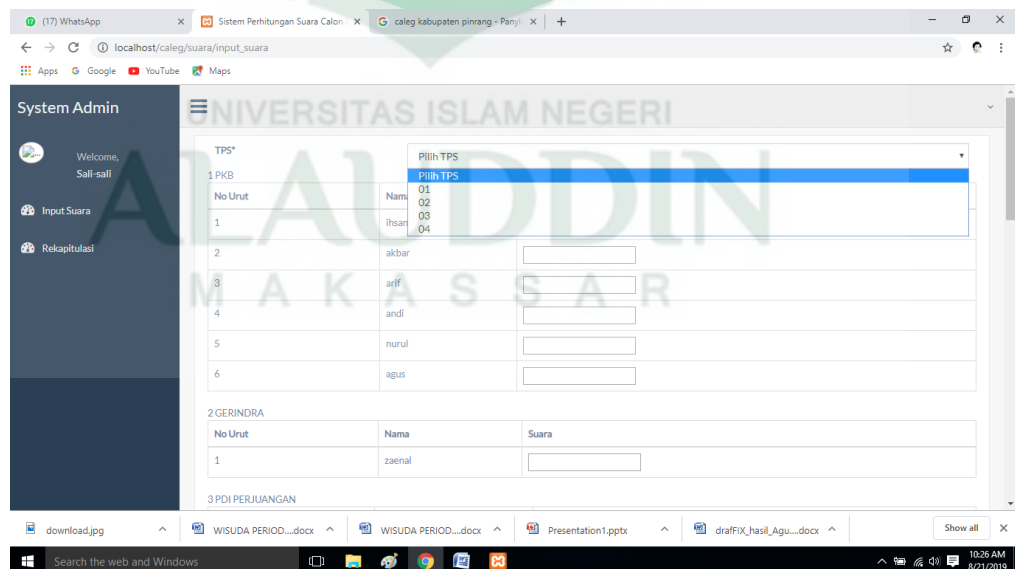 (17) WhatsApp
Sistem Perhitungan Suara Calon
caleg kabupaten pinrang - Panyli
localhost/caleg/suara/input_suara
Apps Google YouTube Maps
System Admin
UNIVERSITAS ISLAM NEGERI
ALAUDDIN
MAKASSAR
Welcome,
Sali-sali
Input Suara
Rekapitulasi
TPS*
Pilih TPS
Pilih TPS
01
02
03
04
1 PKB
No Urut Nama
1 ihsan
2 akbar
3 arif
4 andi
5 nurul
6 agus
2 GERINDRA
No Urut Nama Suara
1 zaenal
3 PDI PERJUANGAN
download.jpg
WISUDA PERIOD....docx
WISUDA PERIOD....docx
Presentation1.pptx
drafFIX_hasil_Agu....docx
Show all
Search the web and Windows
10:26 AM
8/21/2019